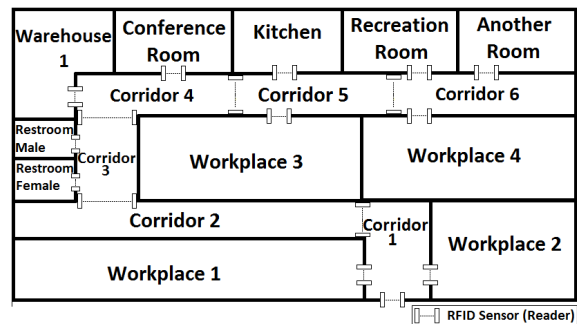 Warehouse
1
Conference
Room
Kitchen
Recreation
Room
Another
Room
Corridor 4
Corridor 5
Corridor 6
Restroom
Male
Restroom
Female
Corridor
3
Workplace 3
Workplace 4
Corridor 2
Corridor
1
Workplace 1
Workplace 2
RFID Sensor (Reader)